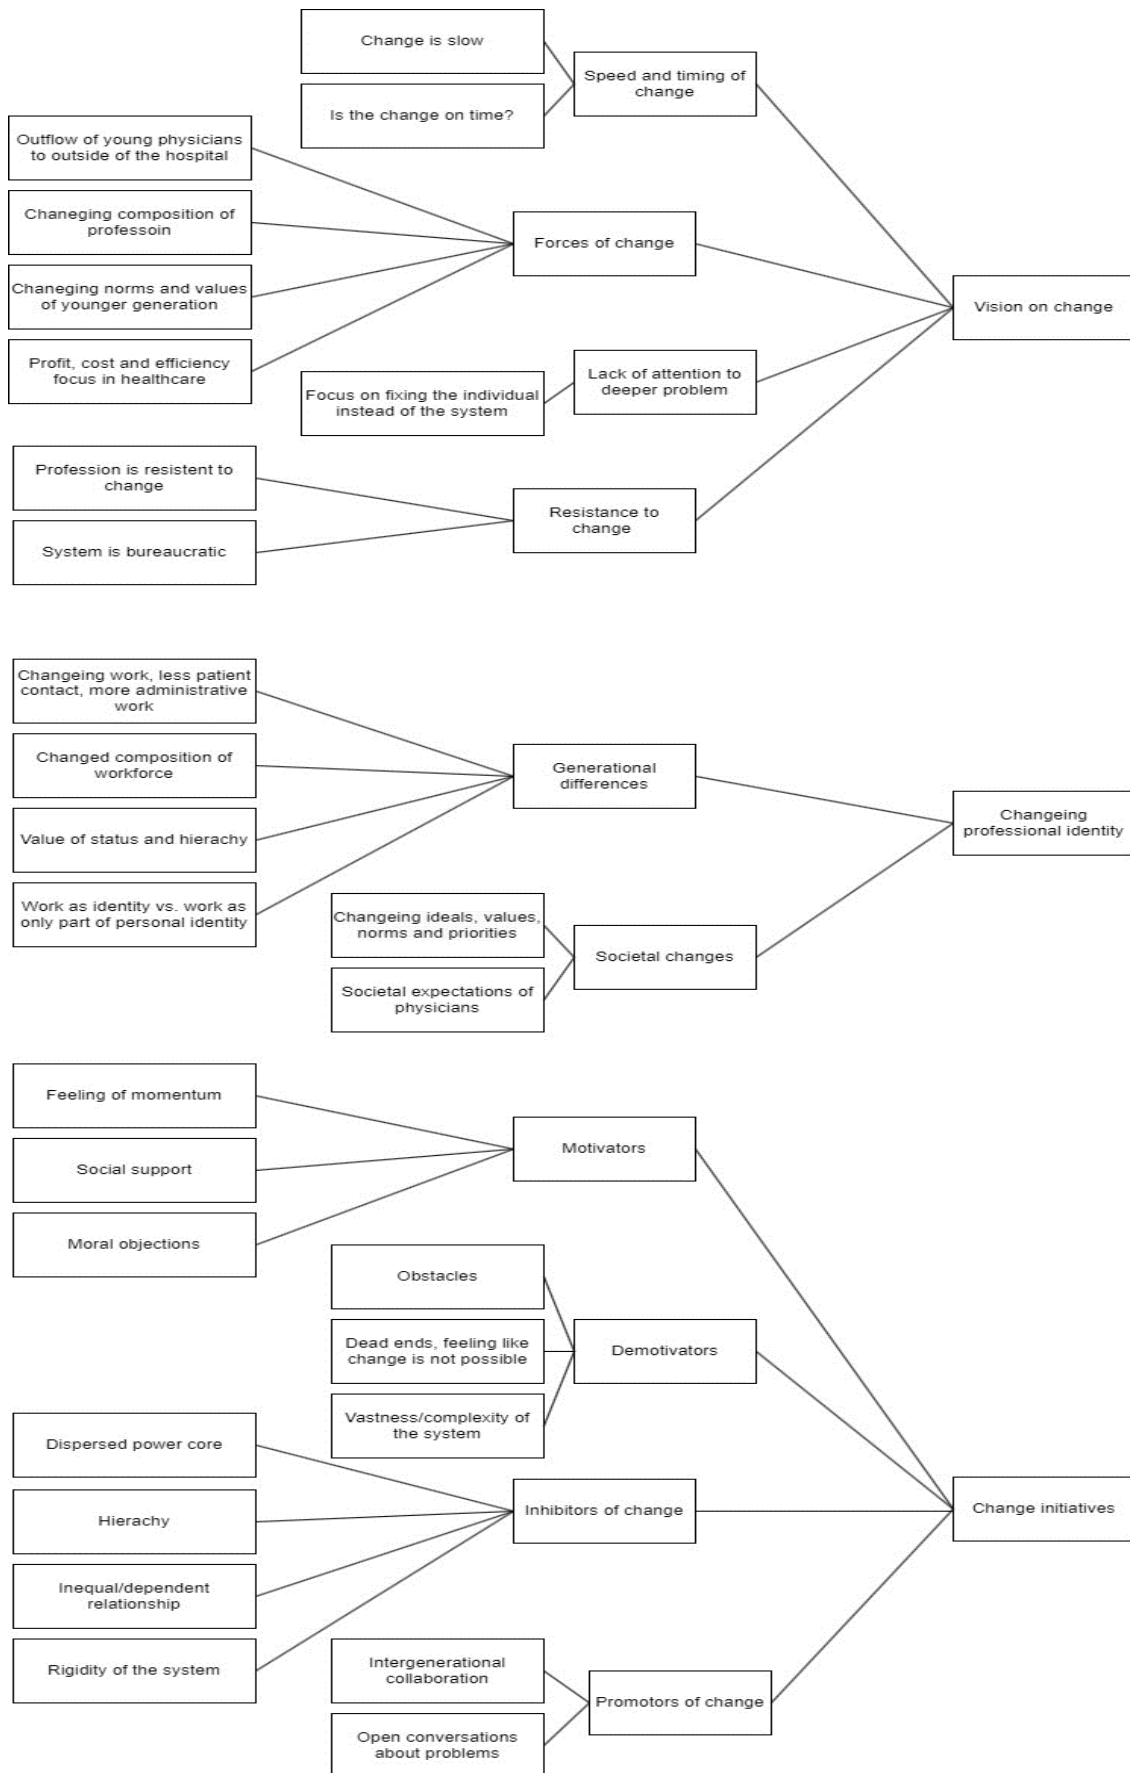 Change is slow
Speed and timing of
change
Is the change on time?
Outflow of young physicians
to outside of the hospital
Chaneging composition of
professoin
Forces of change
Chaneging norms and values
of younger generation
Vision on change
Profit, cost and efficiency
focus in healthcare
Lack of attention to
deeper problem
Focus on fixing the individual
instead of the system
Profession is resistent to
change
Resistance to
change
System is bureaucratic
Changeing work, less patient
contact, more administrative
work
Changed composition of
workforce
Generational
differences
Value of status and hierachy
Changeing
professional identity
Work as identity vs. work as
only part of personal identity
Changeing ideals, values,
norms and priorities
Societal changes
Societal expectations of
physicians
Feeling of momentum
Motivators
Social support
Moral objections
Obstacles
Dead ends, feeling like
change is not possible
Demotivators
Vastness/complexity of
the system
Dispersed power core
Inhibitors of change
Change initiatives
Hierachy
Inequal/dependent
relationship
Rigidity of the system
Intergenerational
collaboration
Promotors of change
Open conversations
about problems